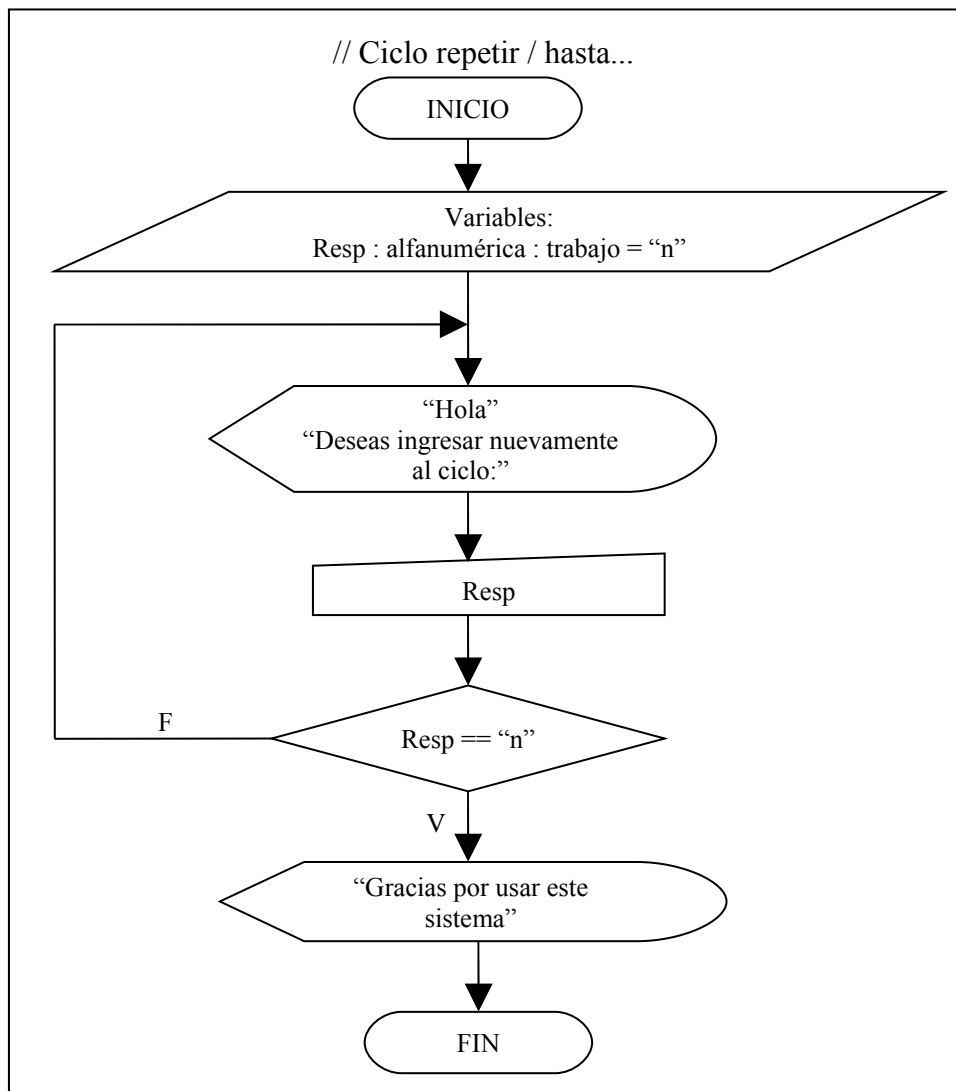 // Ciclo repetir / hasta...
INICIO
Variables:
Resp : alfanumérica : trabajo = “n”
“Hola”
“Deseas ingresar nuevamente
al ciclo:”
Resp
F
Resp == “n”
V
“Gracias por usar este
sistema”
FIN